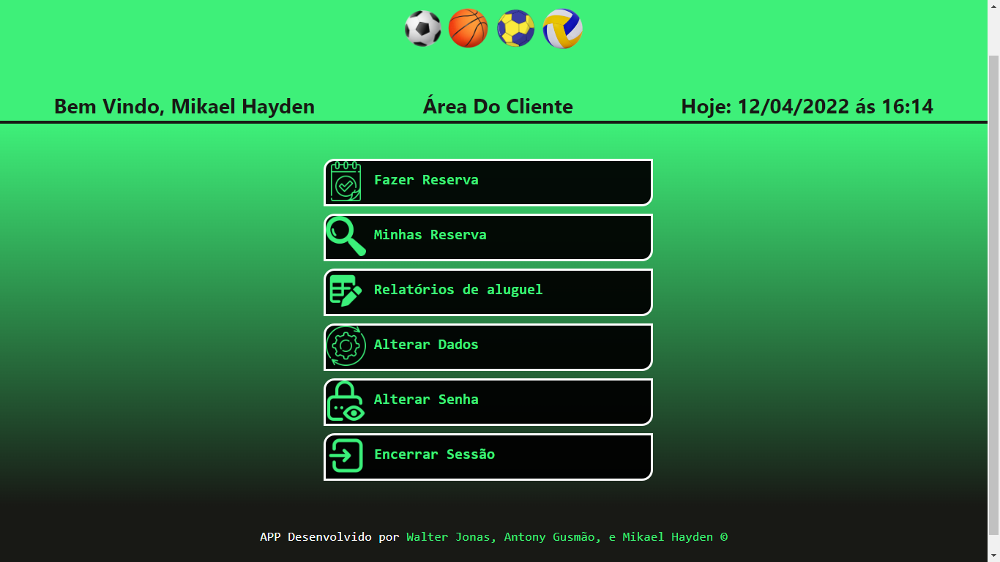 Bem Vindo, Mikael Hayden
Área Do Cliente
Hoje: 12/04/2022 ás 16:14
Fazer Reserva
Minhas Reserva
Relatórios de aluguel
Alterar Dados
Alterar Senha
Encerrar Sessão
APP Desenvolvido por Walter Jonas, Antony Gusmão, e Mikael Hayden ©